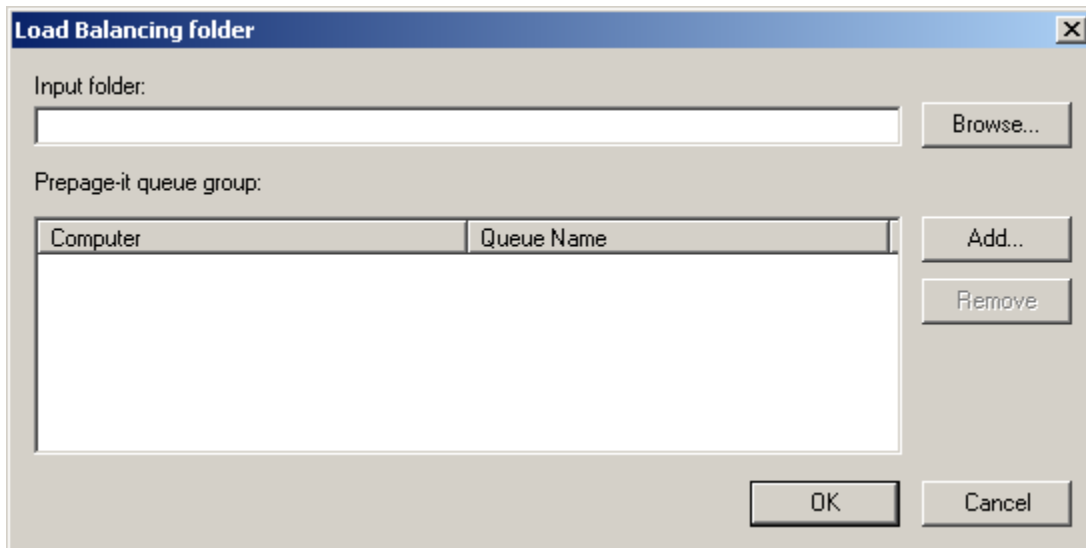 Load Balancing folder
Input folder:
Browse...
Prepage-it queue group:
Computer Queue Name
Add...
Remove
OK Cancel